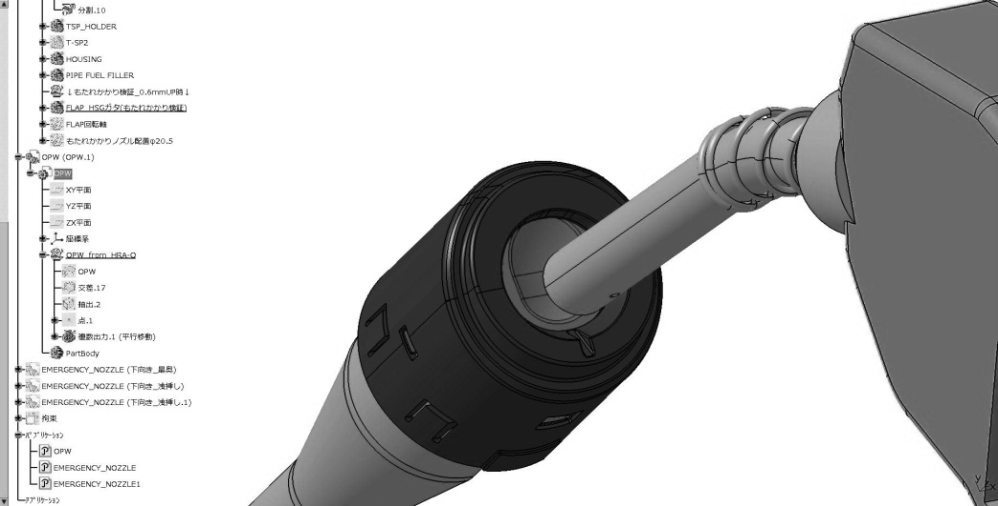 分割.10
TSP_HOLDER
T-SP2
HOUSING
PIPE FUEL FILLER
↓もたれかかり検証_0.6mmUP時↓
FLAP_HSGガタ(もたれかかり検証)
FLAP回転軸
もたれかかりノズル配置φ20.5
OPW (OPW.1)
OPW
XY平面
YZ平面
ZX平面
座標系
OPW_from_HRA-O
OPW
交差.17
抽出.2
点.1
複数出力.1 (平行移動)
PartBody
EMERGENCY_NOZZLE (下向き_最奥)
EMERGENCY_NOZZLE (下向き_浅挿し)
EMERGENCY_NOZZLE (下向き_浅挿し.1)
拘束
パブリケーション
OPW
EMERGENCY_NOZZLE
EMERGENCY_NOZZLE1
アプリケーション